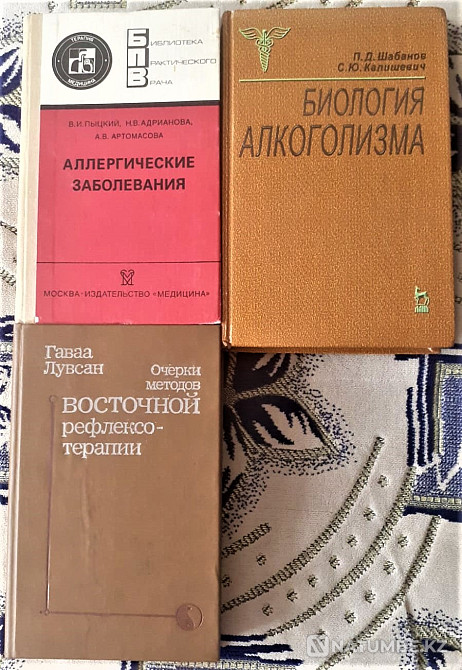 ТЕРАПИЯ
МЕДИЦИНА
БИБЛИОТЕКА
ПРАКТИЧЕСКОГО
ВРАЧА
В.И.ПЫЦКИЙ, Н.В.АДРИАНОВА,
А.В.АРТОМАСОВА
АЛЛЕРГИЧЕСКИЕ
ЗАБОЛЕВАНИЯ
МОСКВА·ИЗДАТЕЛЬСТВО «МЕДИЦИНА»
П.Д.Шабанов
С.Ю.Калишевич
БИОЛОГИЯ
АЛКОГОЛИЗМА
ЛАНЬ
Гаваа
Лувсан
Очерки
методов
ВОСТОЧНОЙ
рефлексо-
терапии
NATUMBE.KZ